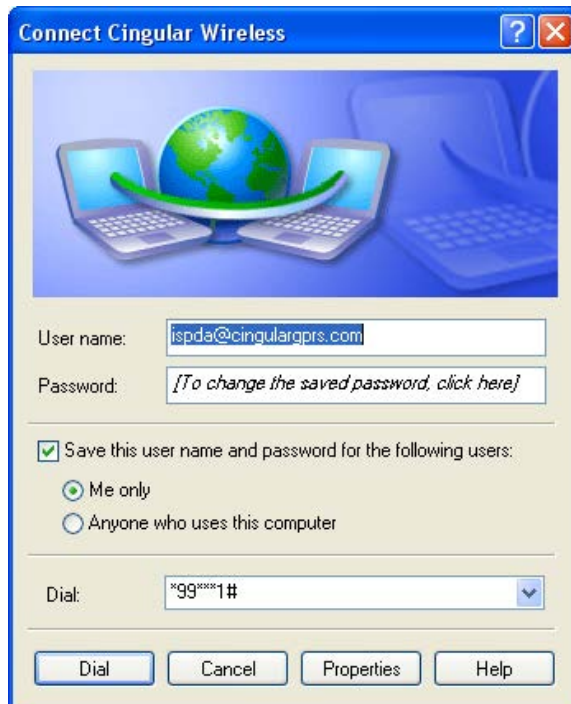 Connect Cingular Wireless
User name:
ispda@cingulargprs.com
Password:
[To change the saved password, click here]
Save this user name and password for the following users:
Me only
Anyone who uses this computer
Dial:
*99***1#
Dial
Cancel
Properties
Help